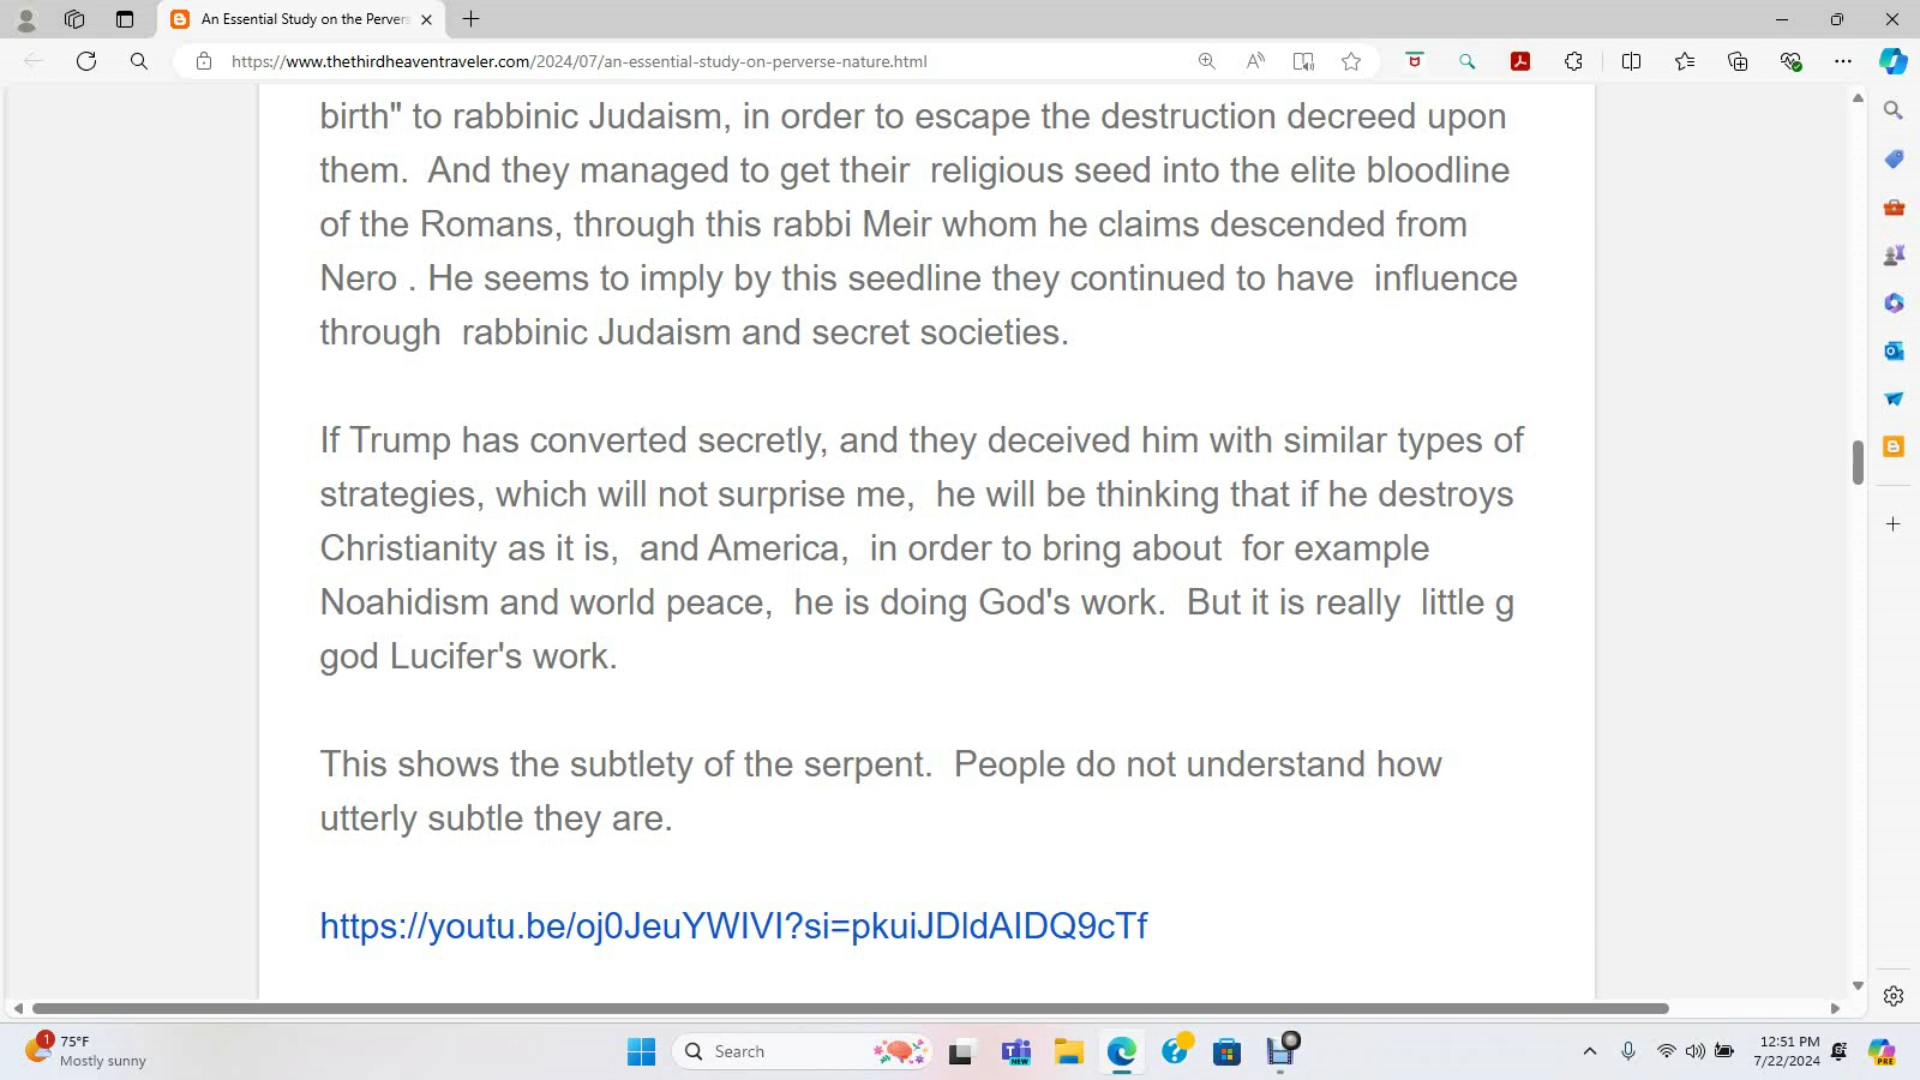 An Essential Study on the Pervers
https://www.thethirdheaventraveler.com/2024/07/an-essential-study-on-perverse-nature.html
birth" to rabbinic Judaism, in order to escape the destruction decreed upon
them. And they managed to get their religious seed into the elite bloodline
of the Romans, through this rabbi Meir whom he claims descended from
Nero . He seems to imply by this seedline they continued to have influence
through rabbinic Judaism and secret societies.
If Trump has converted secretly, and they deceived him with similar types of
strategies, which will not surprise me, he will be thinking that if he destroys
Christianity as it is, and America, in order to bring about for example
Noahidism and world peace, he is doing God's work. But it is really little g
god Lucifer's work.
This shows the subtlety of the serpent. People do not understand how
utterly subtle they are.
https://youtu.be/oj0JeuYWIVI?si=pkuiJDldAIDQ9cTf
1
75°F
Mostly sunny
Search
NEW
12:51 PM
7/22/2024
PRE